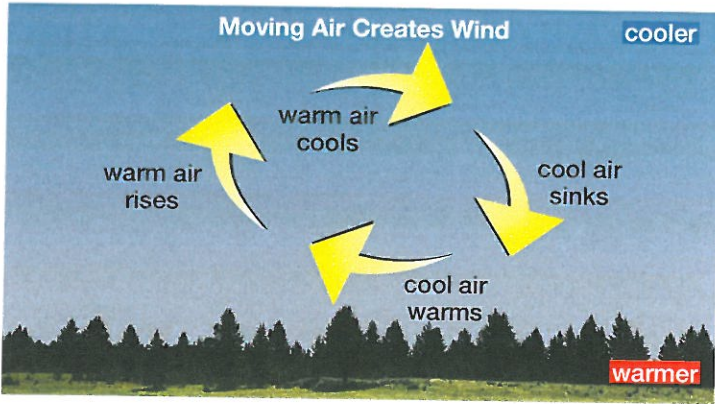 Moving Air Creates Wind
cooler
warm air
cools
warm air
rises
cool air
sinks
cool air
warms
warmer